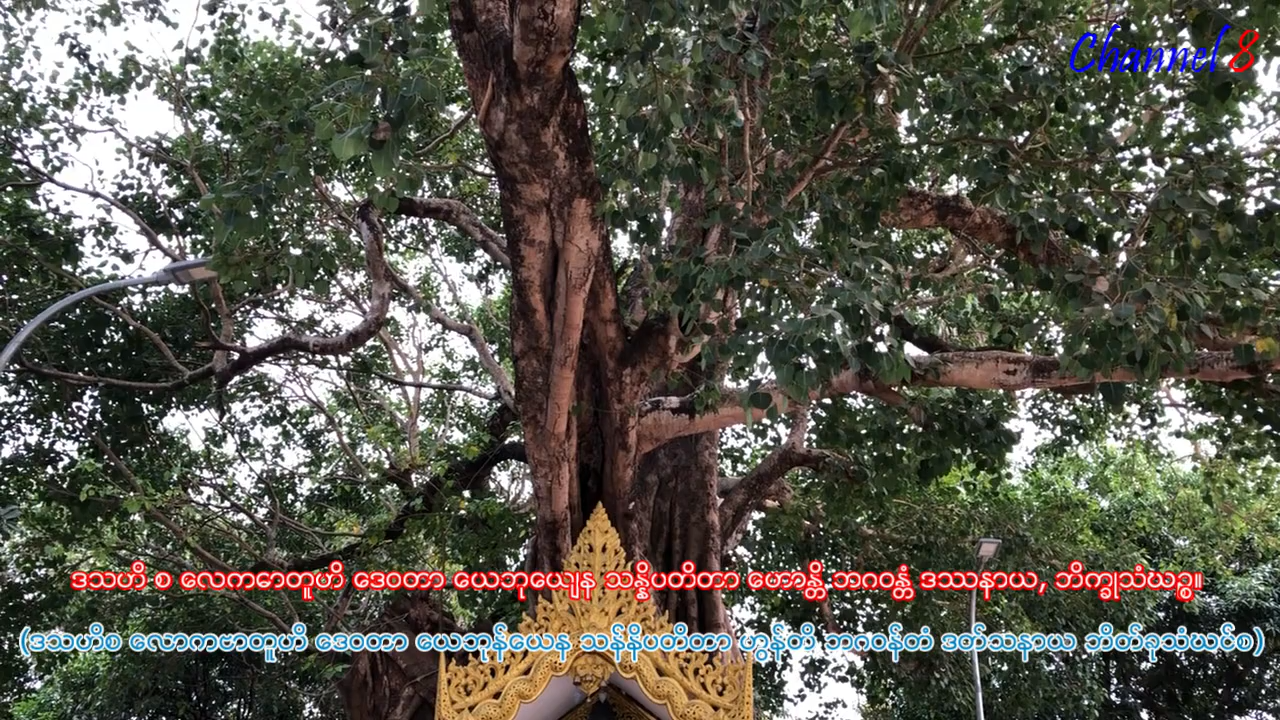 Channel 8
ဒသဟိ စ လေကဓာတူဟိ ဒေဝတာ ယေဘုယျေန သန္နိပတိတာ ဟောန္တိ ဘဂဝန္တံ ဒဿနာယ, ဘိက္ခုသံဃဉ္စ။
(ဒသဟိစ လောကဗာတူဟိ ဒေဝတာ ယေဘုန်ယေန သန်နိပတိတာ ဟွန်တိ ဘဂဝန်တံ ဒတ်သနာယ ဘိတ်ခုသံဃင်စ)